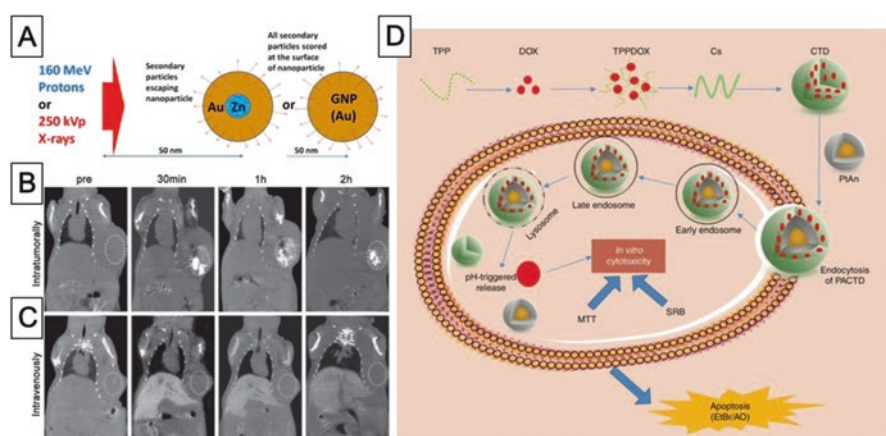 A
160 MeV
Protons
or
250 kVp
X-rays
Secondary
particles
escaping
nanoparticle
All secondary
particles scored
at the surface
of nanoparticle
Au
Zn
or
GNP
(Au)
50 nm
50 nm
B
pre
30min
1h
2h
Intratumorally
C
Intravenously
D
TPP
DOX
TPPDOX
Cs
CTD
PtAn
Late endosome
Lysosome
Early endosome
In vitro
cytotoxicity
Endocytosis
of PACTD
pH-triggered
release
MTT
SRB
Apoptosis
(EtBr/AO)